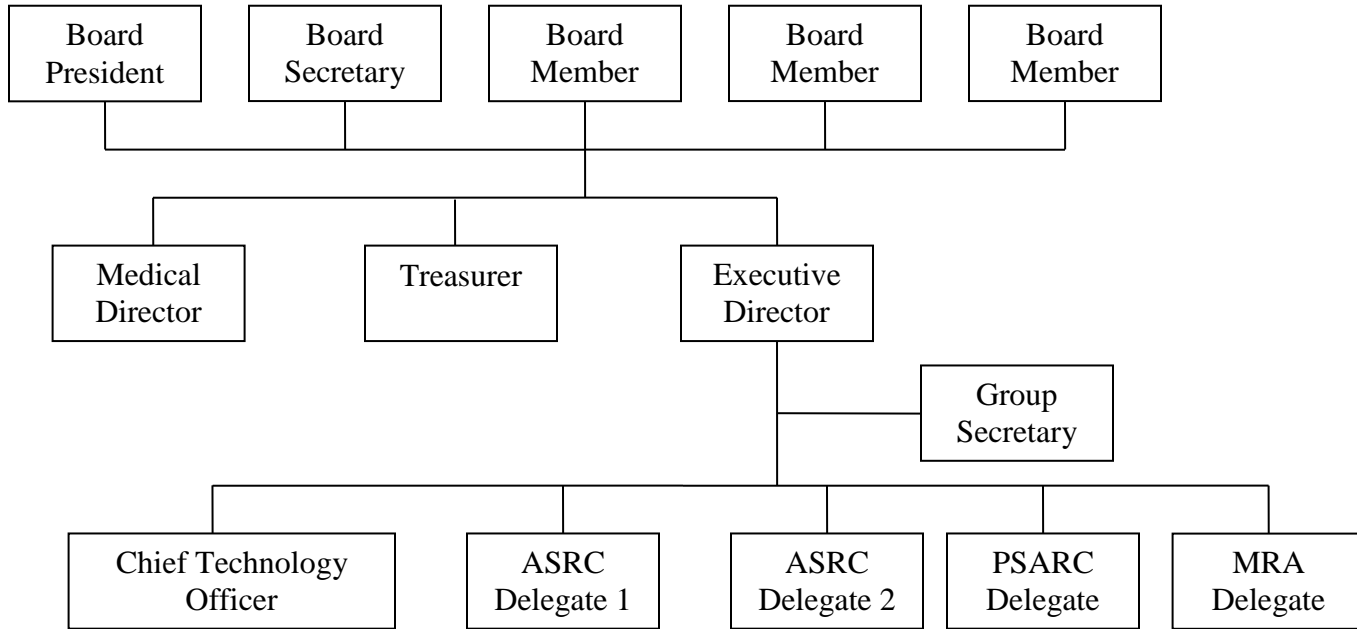 Board
President
Board
Secretary
Board
Member
Board
Member
Board
Member
Medical
Director
Treasurer
Executive
Director
Group
Secretary
Chief Technology
Officer
ASRC
Delegate 1
ASRC
Delegate 2
PSARC
Delegate
MRA
Delegate